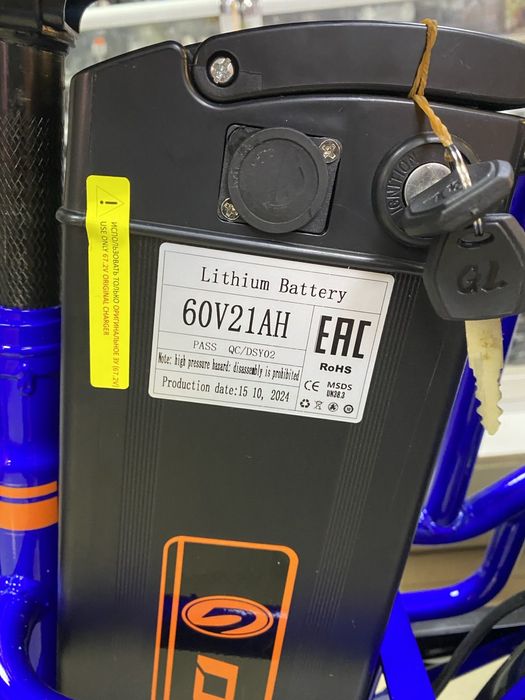 IGNITION
GL
ИСПОЛЬЗОВАТЬ ТОЛЬКО ОРИГИНАЛЬНОЕ ЗУ (67.2V)
USE ONLY 67.2V ORIGINAL CHARGER
Lithium Battery
60V21AH
PASS QC/DSY02
Note: high pressure hazard: disassembly is prohibited
Production date:15 10, 2024
EAC
RoHS
CE MSDS
UN38.3